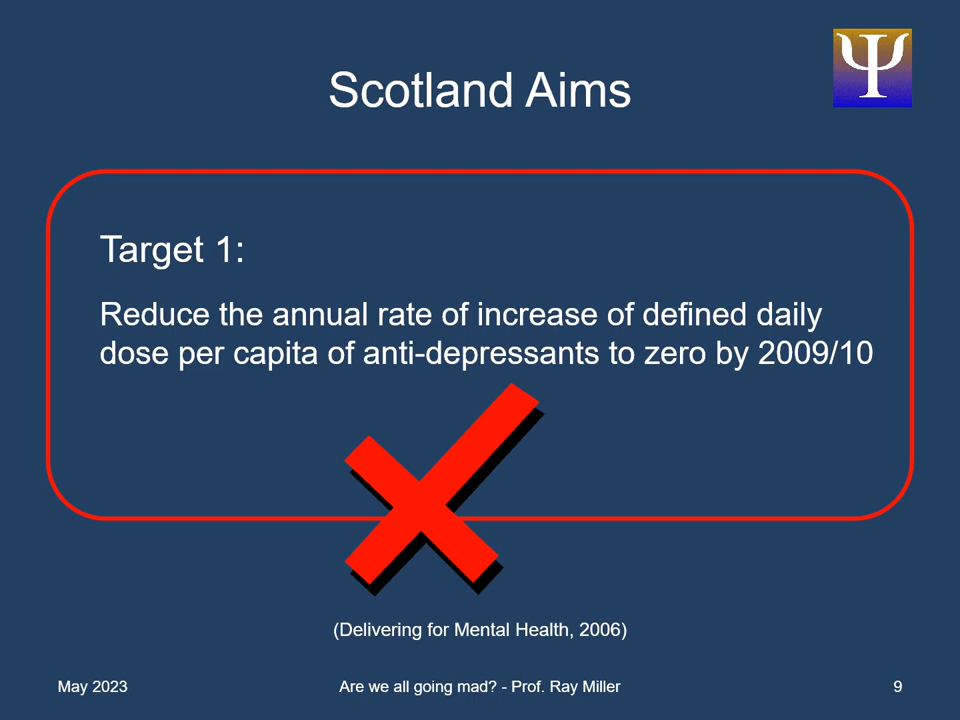 Scotland Aims
Ψ
Target 1:
Reduce the annual rate of increase of defined daily
dose per capita of anti-depressants to zero by 2009/10
(Delivering for Mental Health, 2006)
May 2023
Are we all going mad? - Prof. Ray Miller
9